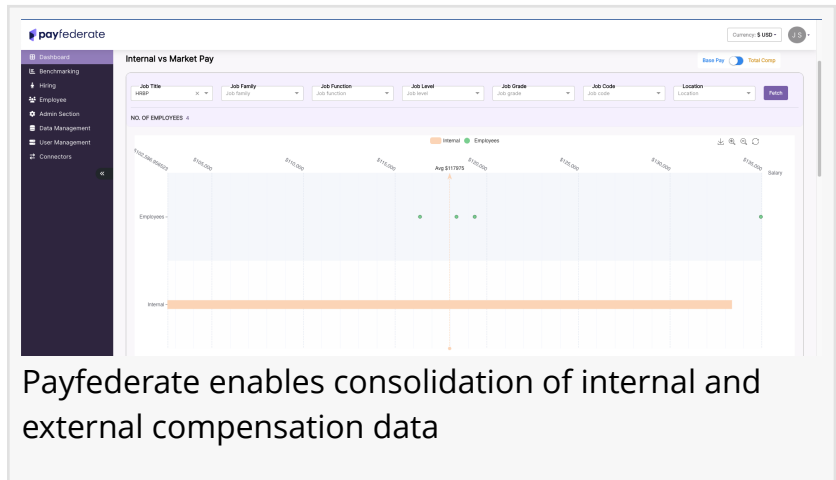 payfederate
Currency: $ USD
J S
Dashboard
Benchmarking
Hiring
Employee
Admin Section
Data Management
User Management
Connectors
«
Internal vs Market Pay
Base Pay
Total Comp
Job Title
HRBP
Job Family
Job family
Job Function
Job function
Job Level
Job level
Job Grade
Job grade
Job Code
Job code
Location
Location
Fetch
NO. OF EMPLOYEES 4
Internal
Employees
$105,000
$110,000
$115,000
$120,000
$125,000
$130,000
$135,000
Salary
Avg $117975
Employees
Internal
Payfederate enables consolidation of internal and
external compensation data